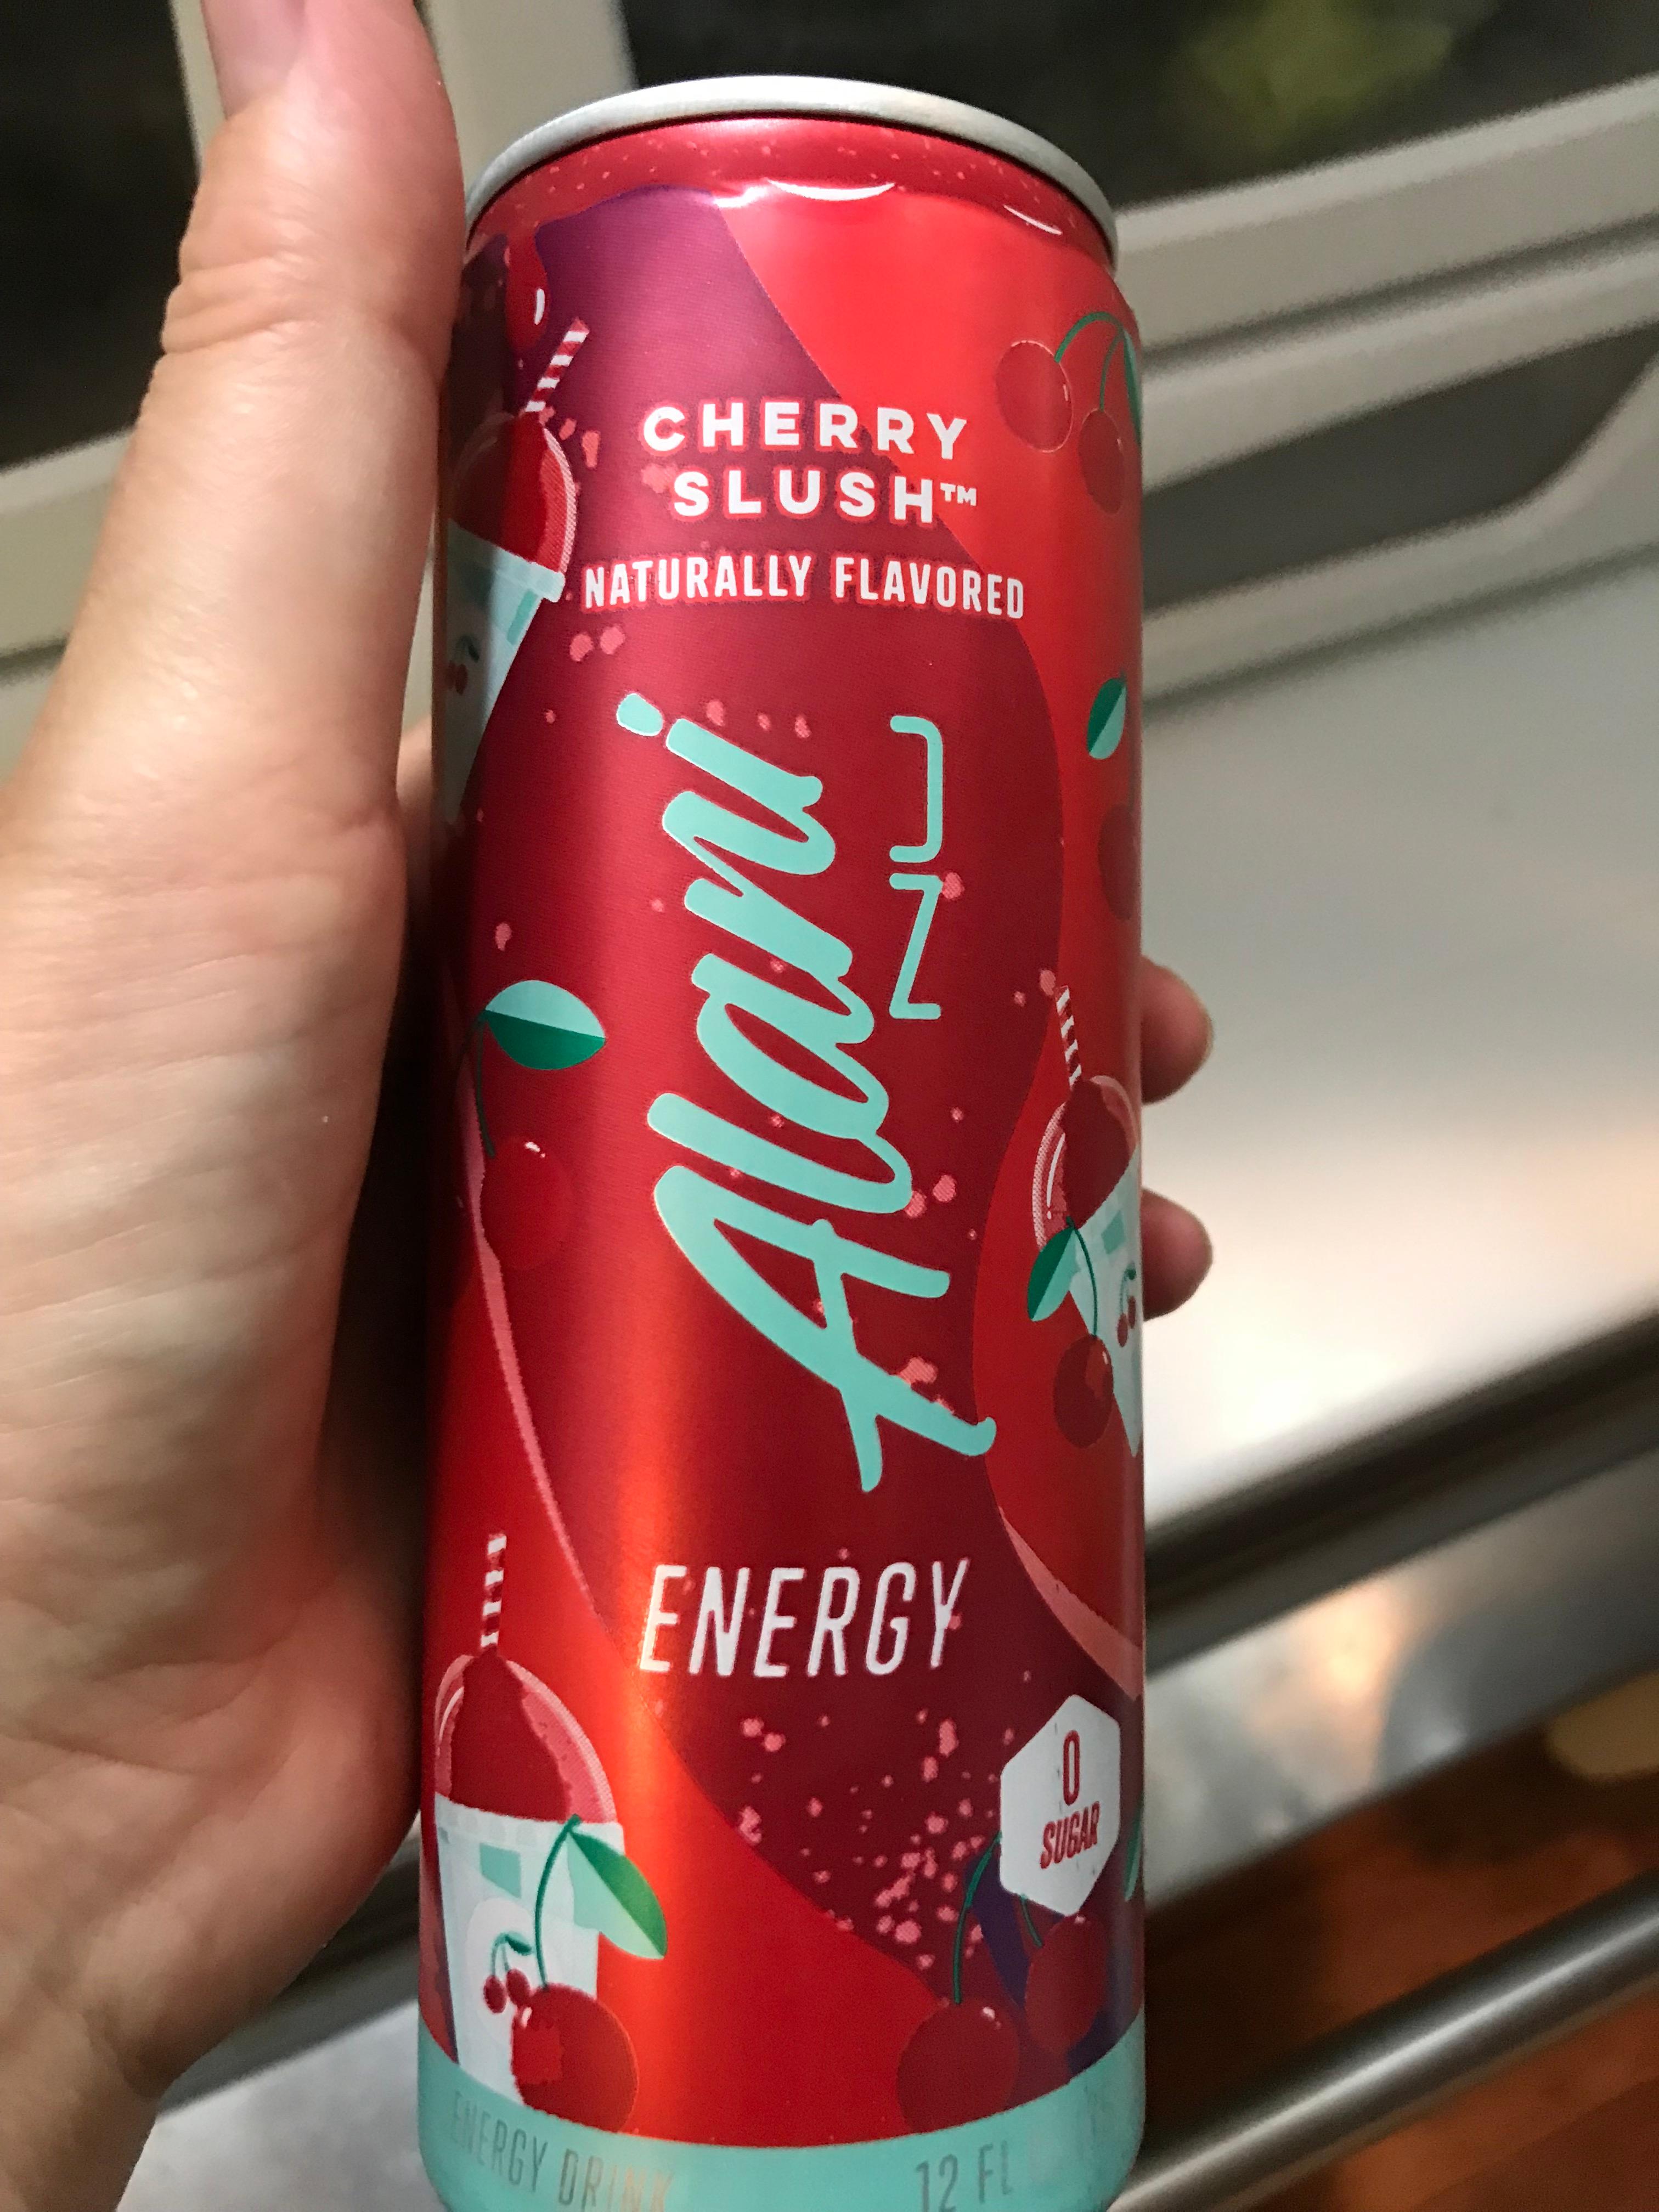 CHERRY
SLUSH™
NATURALLY FLAVORED
Alani
NU
ENERGY
0
SUGAR
ENERGY DRINK
12 FL